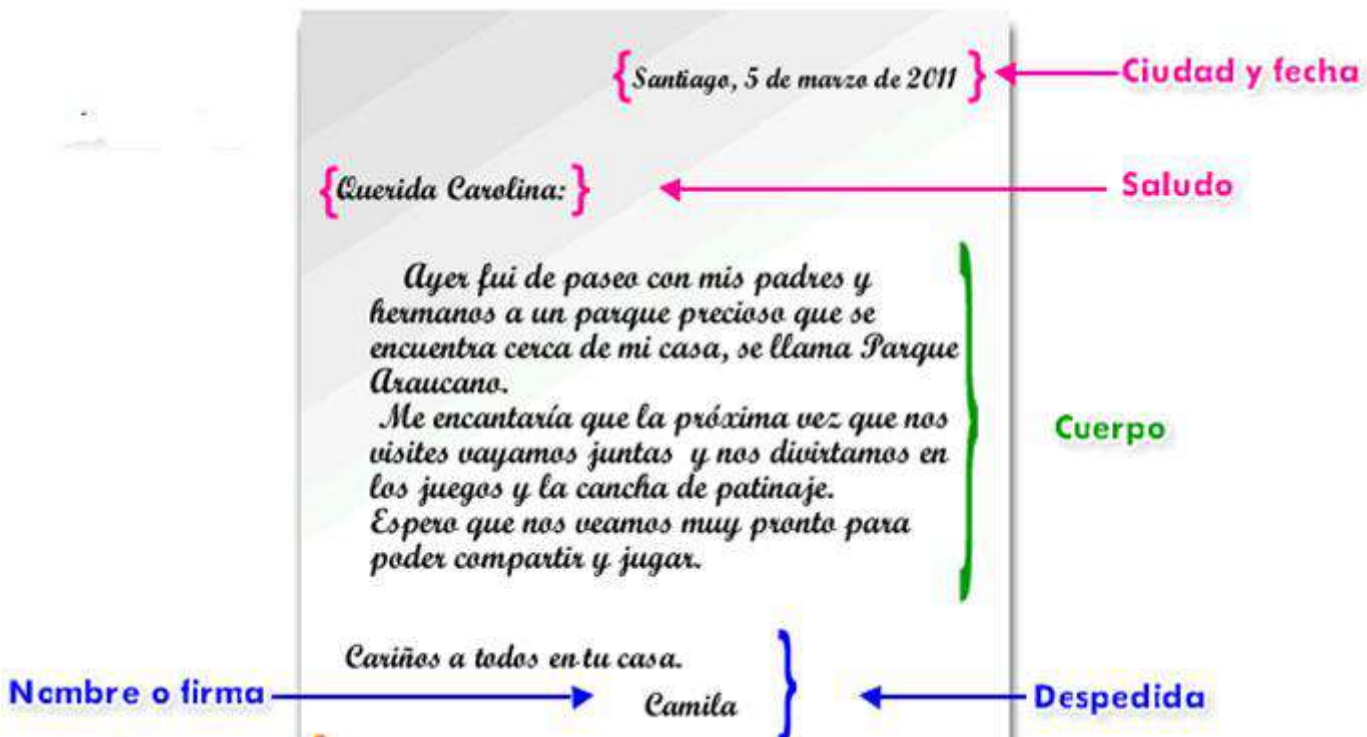 {Santiago, 5 de marzo de 2011}
Ciudad y fecha
{Querida Carolina:}
Saludo
Ayer fui de paseo con mis padres y
hermanos a un parque precioso que se
encuentra cerca de mi casa, se llama Parque
Araucano.
Me encantaría que la próxima vez que nos
visites vayamos juntas y nos divirtamos en
los juegos y la cancha de patinaje.
Espero que nos veamos muy pronto para
poder compartir y jugar.
Cuerpo
Cariños a todos en tu casa.
Nombre o firma
Camila
Despedida